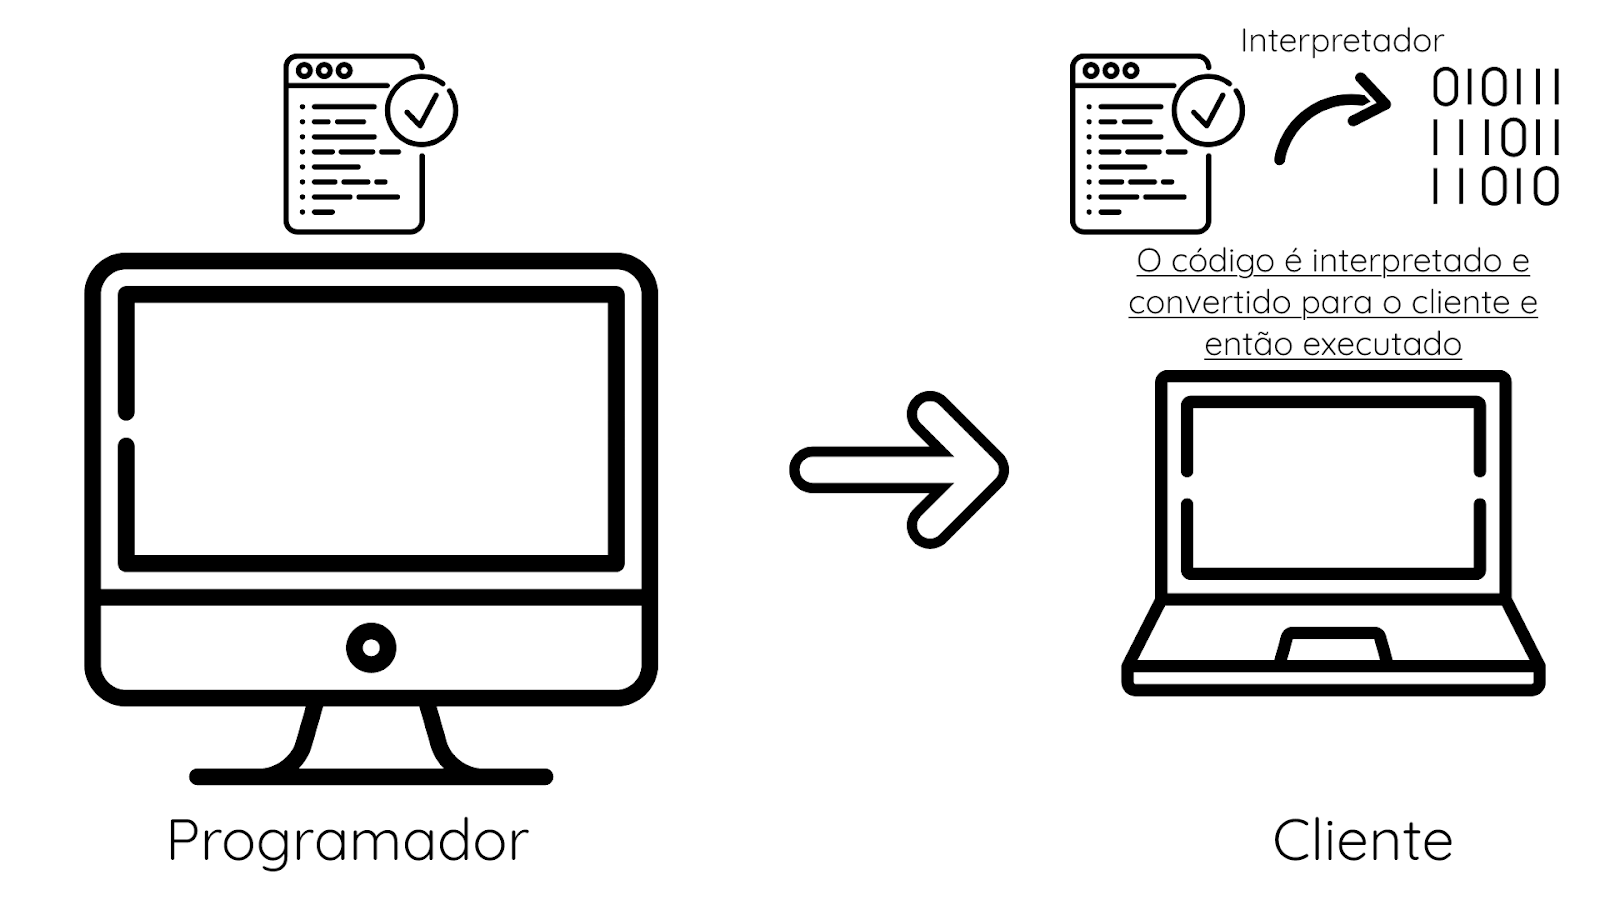 Interpretador
010111
111011
11010
O código é interpretado e
convertido para o cliente e
então executado
Programador
Cliente